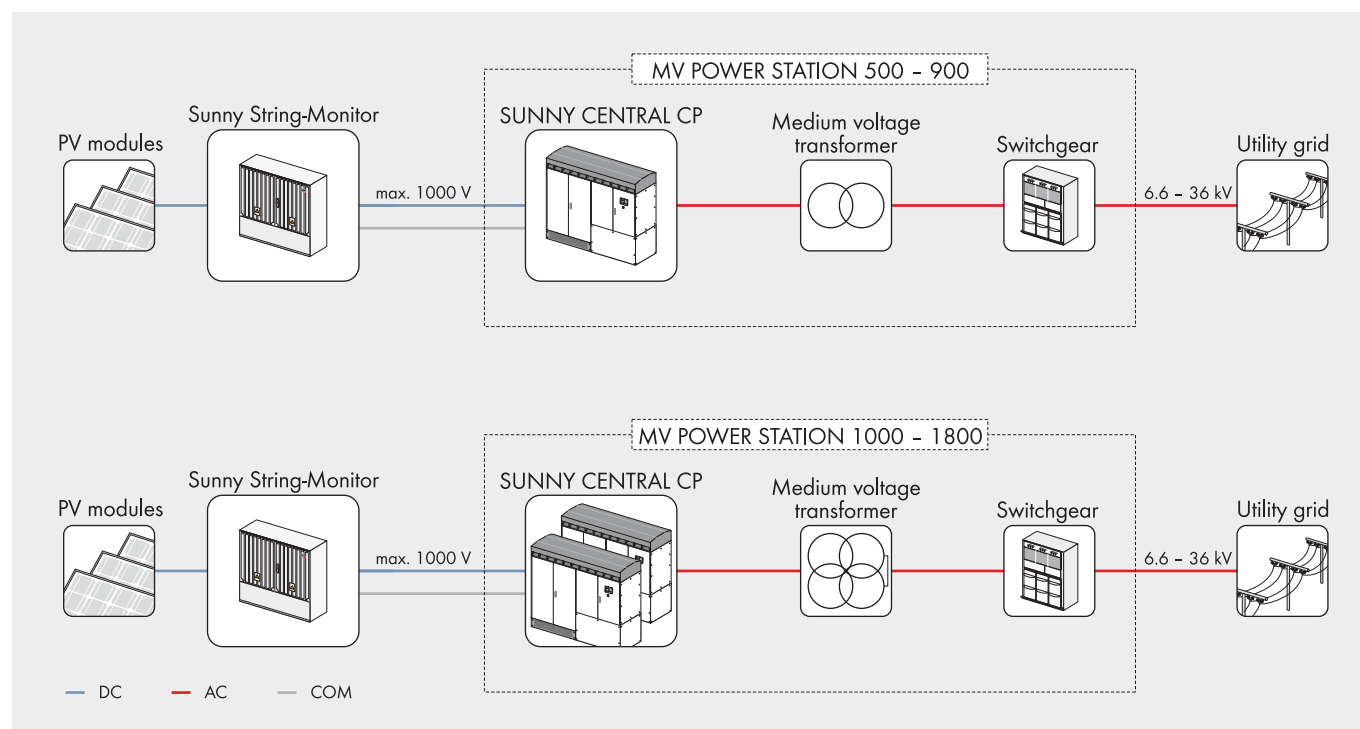 MV POWER STATION 500 – 900
PV modules
Sunny String-Monitor
max. 1000 V
SUNNY CENTRAL CP
Medium voltage
transformer
Switchgear
6.6 – 36 kV
Utility grid
MV POWER STATION 1000 – 1800
PV modules
Sunny String-Monitor
max. 1000 V
SUNNY CENTRAL CP
Medium voltage
transformer
Switchgear
6.6 – 36 kV
Utility grid
DC
AC
COM